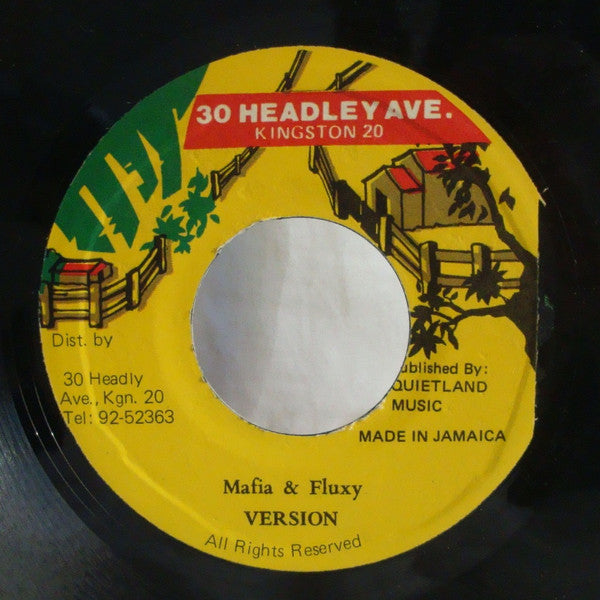 30 HEADLEY AVE.
KINGSTON 20
Dist. by
30 Headly
Ave., Kgn. 20
Tel: 92-52363
ublished By:
QUIETLAND
MUSIC
MADE IN JAMAICA
Mafia & Fluxy
VERSION
All Rights Reserved